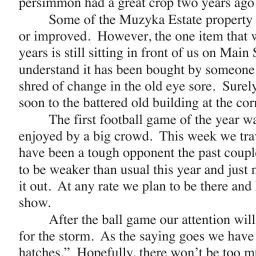 persimmon had a great crop two years ago
Some of the Muzyka Estate property
or improved. However, the one item that
years is still sitting in front of us on Main
understand it has been bought by someone
shred of change in the old eye sore. Surely
soon to the battered old building at the
The first football game of the year
enjoyed by a big crowd. This week we
have been a tough opponent the past
to be weaker than usual this year and just
it out. At any rate we plan to be there and
show.
After the ball game our attention will
for the storm. As the saying goes we have
hatches.” Hopefully, there won’t be too